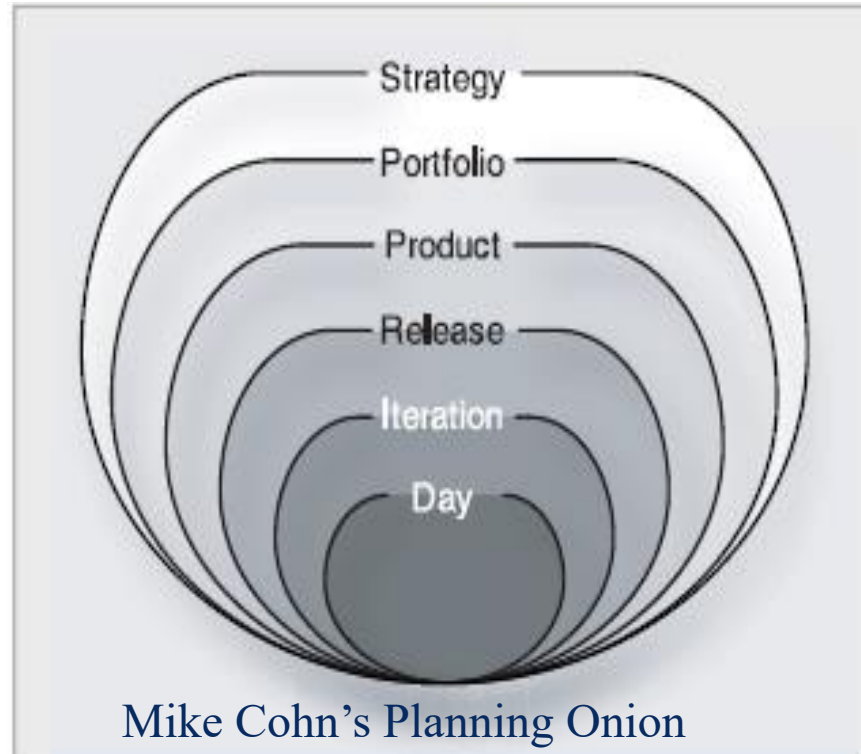 Strategy
Portfolio
Product
Release
Iteration
Day
Mike Cohn’s Planning Onion